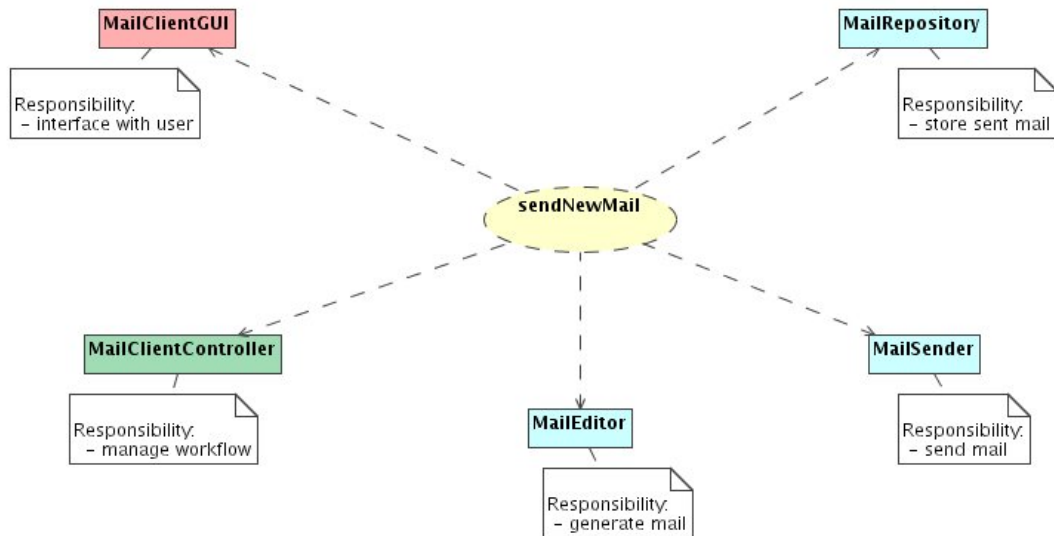 MailClientGUI
Responsibility:
- interface with user
MailRepository
Responsibility:
- store sent mail
sendNewMail
MailClientController
Responsibility:
- manage workflow
MailEditor
Responsibility:
- generate mail
MailSender
Responsibility:
- send mail